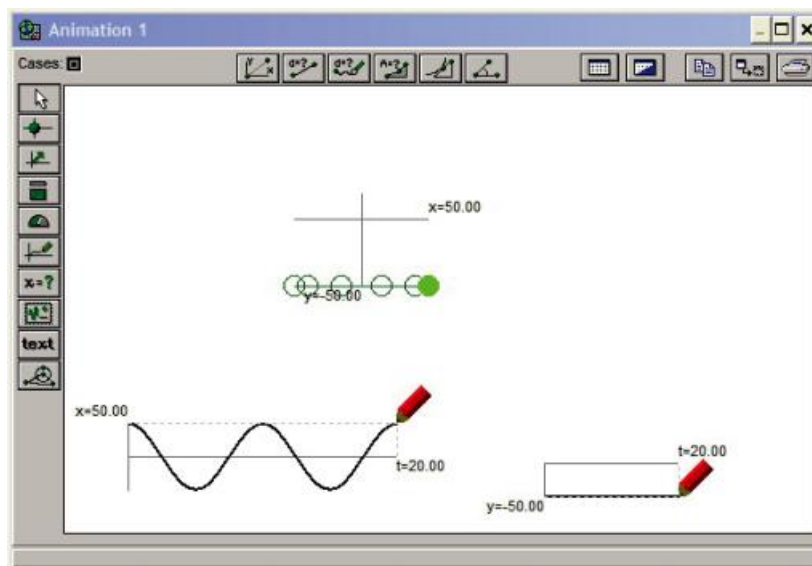 Animation 1
Cases:
x=50.00
y=-50.00
x=50.00
t=20.00
t=20.00
y=-50.00
x=?
text